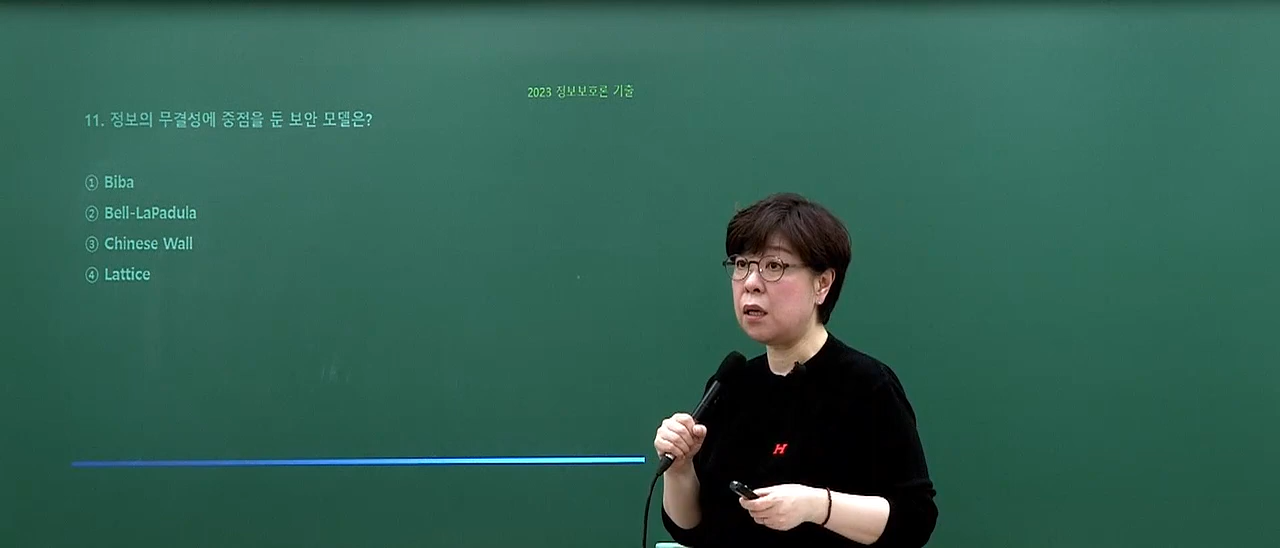 2023 정보보호론 기출
11. 정보의 무결성에 중점을 둔 보안 모델은?
① Biba
② Bell-LaPadula
③ Chinese Wall
④ Lattice
H